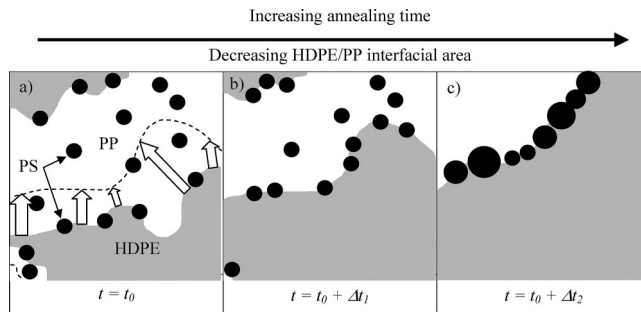 Increasing annealing time
Decreasing HDPE/PP interfacial area
a)
b)
c)
PS
PP
HDPE
t = t₀
t = t₀ + Δt₁
t = t₀ + Δt₂